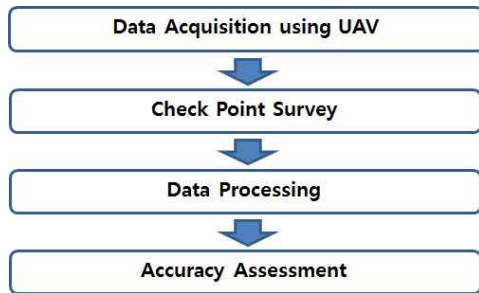 Data Acquisition using UAV
Check Point Survey
Data Processing
Accuracy Assessment